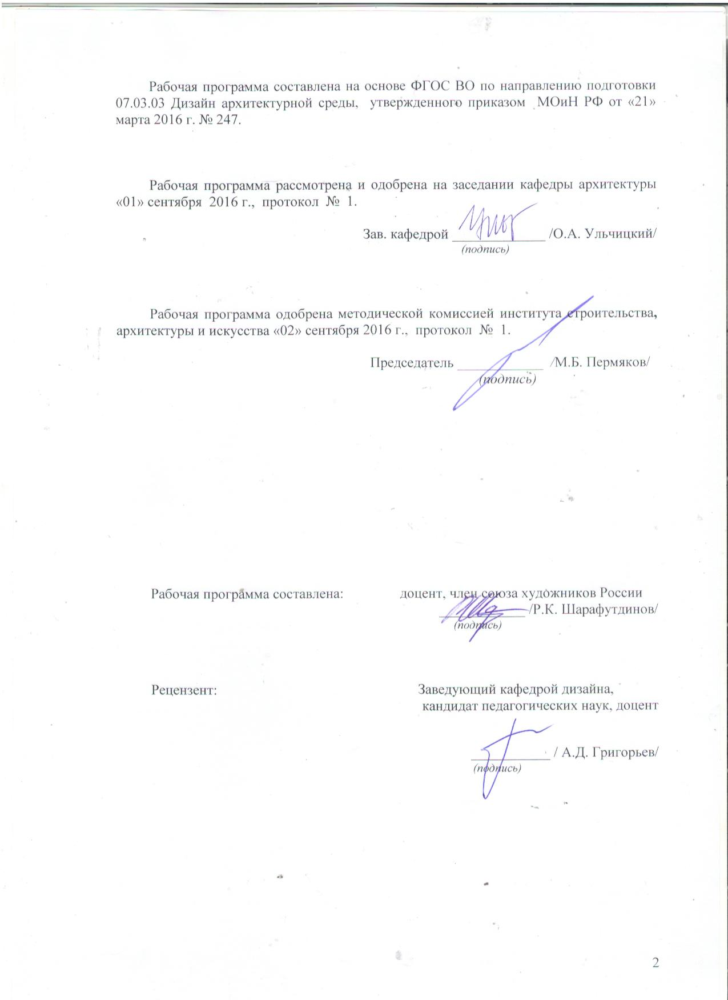 Рабочая программа составлена на основе ФГОС ВО по направлению подготовки
07.03.03 Дизайн архитектурной среды, утвержденного приказом МОиН РФ от «21»
марта 2016 г. № 247.
Рабочая программа рассмотрена и одобрена на заседании кафедры архитектуры
«01» сентября 2016 г., протокол № 1.
Зав. кафедрой _____________ /О.А. Ульчицкий/
(подпись)
Рабочая программа одобрена методической комиссией института строительства,
архитектуры и искусства «02» сентября 2016 г., протокол № 1.
Председатель ____________ /М.Б. Пермяков/
(подпись)
Рабочая программа составлена: доцент, член союза художников России
____________/Р.К. Шарафутдинов/
(подпись)
Рецензент: Заведующий кафедрой дизайна,
кандидат педагогических наук, доцент
___________ / А.Д. Григорьев/
(подпись)
2